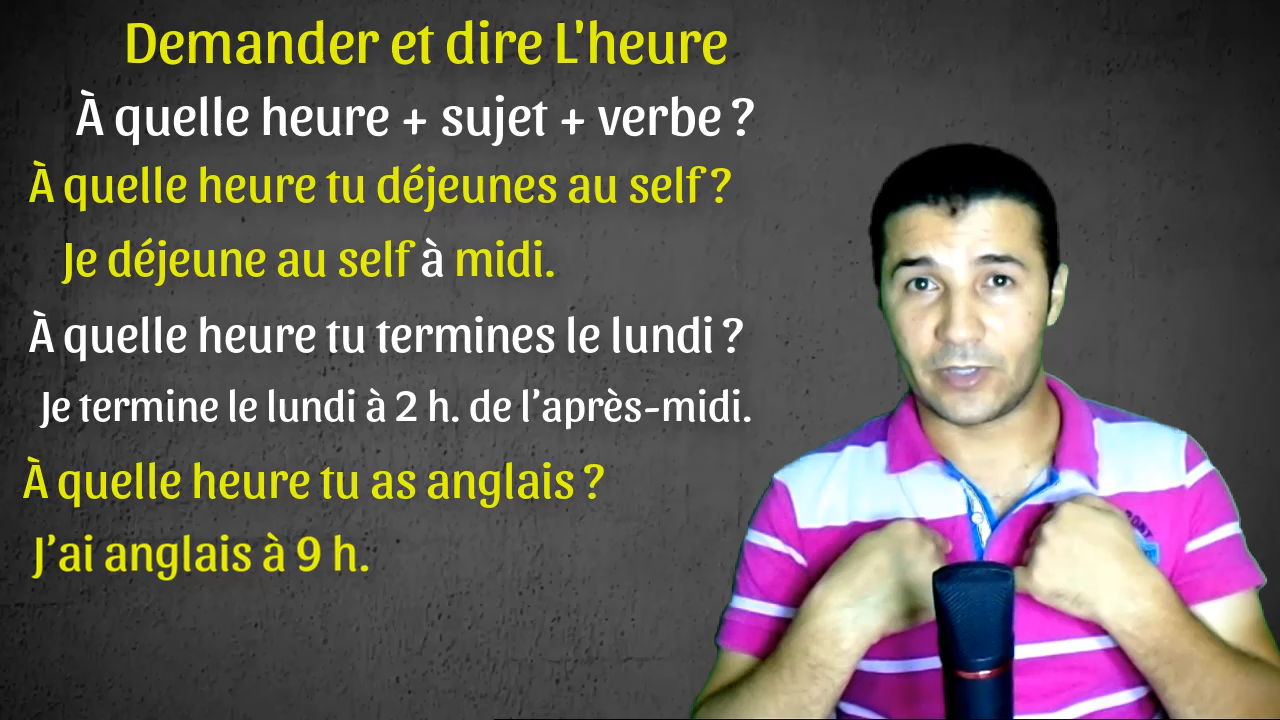 Demander et dire L'heure
À quelle heure + sujet + verbe ?
À quelle heure tu déjeunes au self ?
Je déjeune au self à midi.
À quelle heure tu termines le lundi ?
Je termine le lundi à 2 h. de l’après-midi.
À quelle heure tu as anglais ?
J’ai anglais à 9 h.